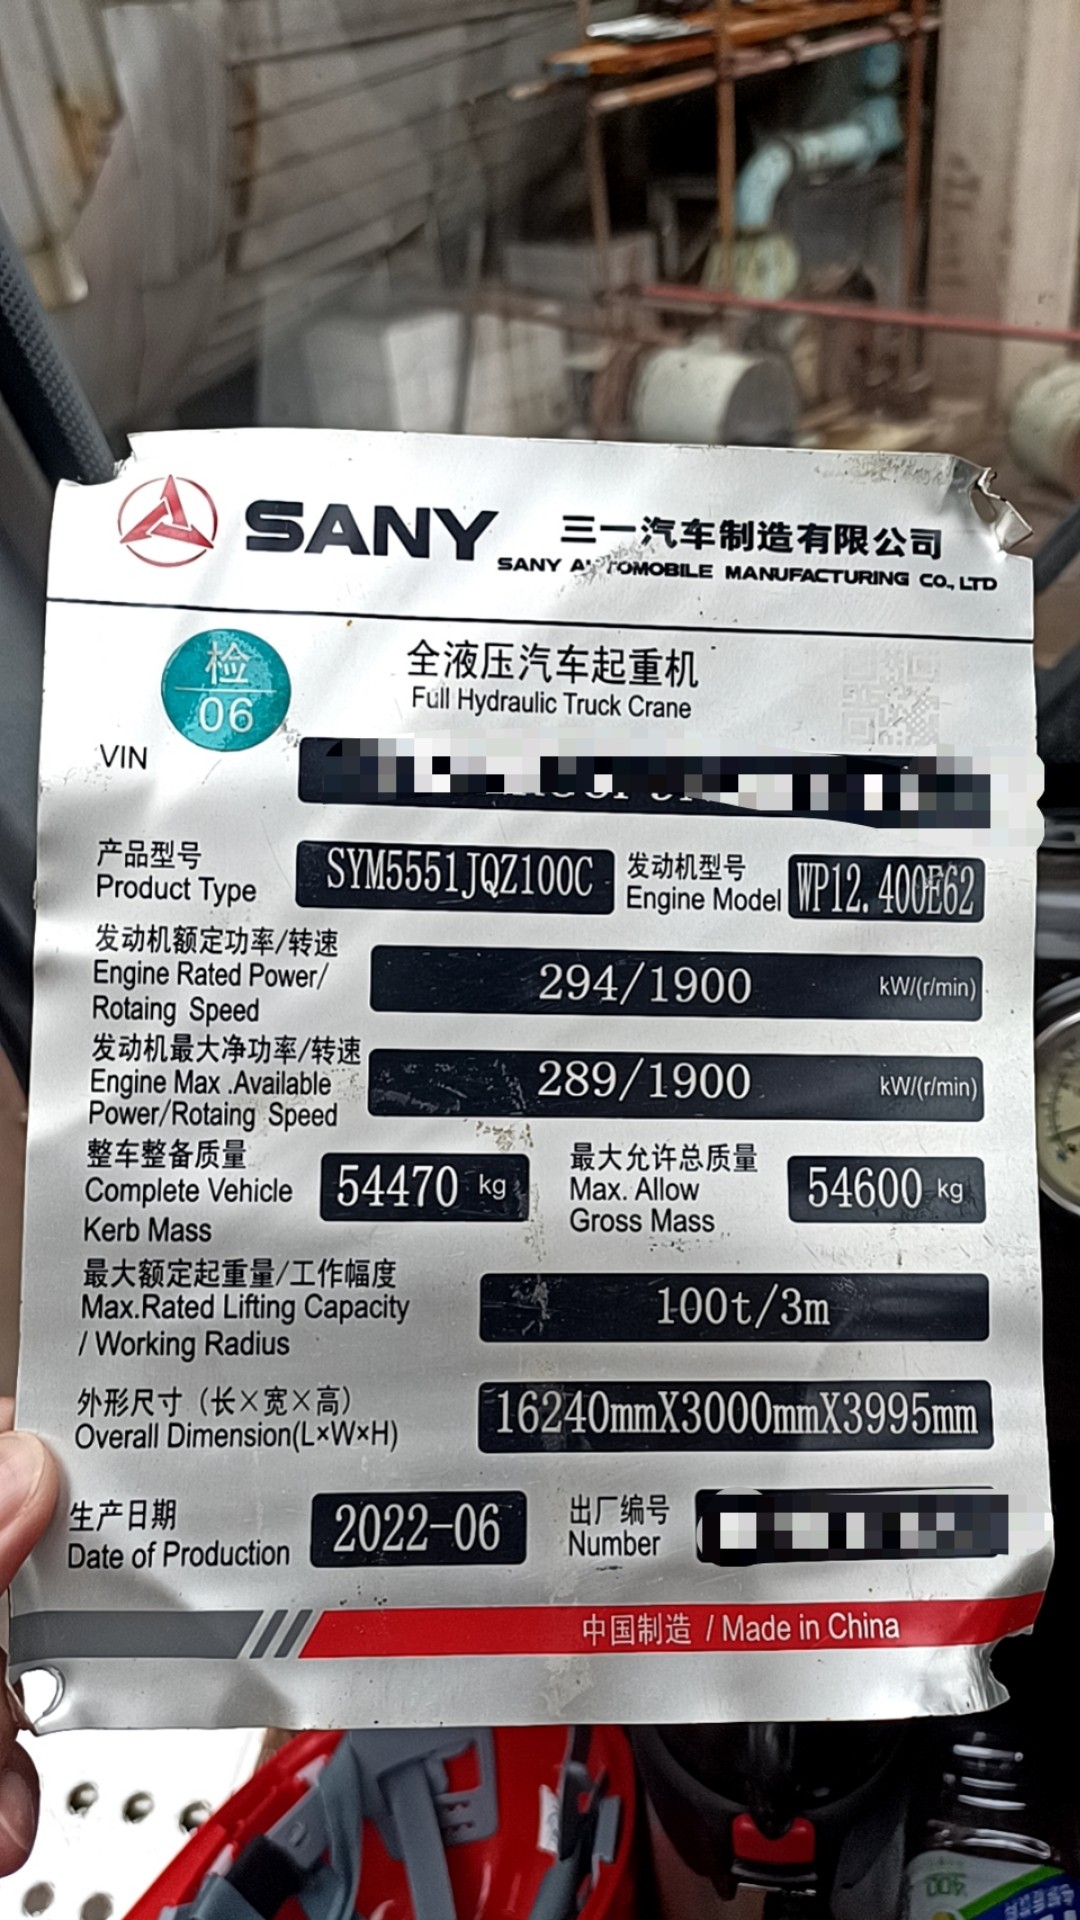 SANY 三一汽车制造有限公司
SANY AUTOMOBILE MANUFACTURING CO., LTD
检
06
全液压汽车起重机
Full Hydraulic Truck Crane
VIN
产品型号
Product Type SYM5551JQZ100C
发动机型号
Engine Model WP12.400E62
发动机额定功率/转速
Engine Rated Power/
Rotaing Speed
294/1900 kW/(r/min)
发动机最大净功率/转速
Engine Max .Available
Power/Rotaing Speed
289/1900 kW/(r/min)
整车整备质量
Complete Vehicle
Kerb Mass
54470 kg
最大允许总质量
Max. Allow
Gross Mass
54600 kg
最大额定起重量/工作幅度
Max.Rated Lifting Capacity
/ Working Radius
100t/3m
外形尺寸（长×宽×高）
Overall Dimension(L×W×H)
16240mmX3000mmX3995mm
生产日期
Date of Production
2022-06
出厂编号
Number
中国制造 / Made in China